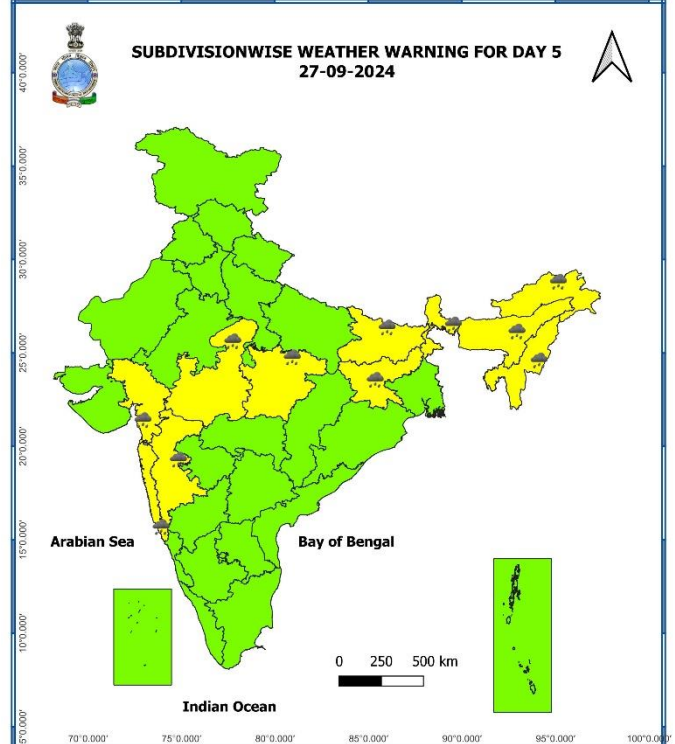 SUBDIVISIONWISE WEATHER WARNING FOR DAY 5
27-09-2024
40°0.000'
35°0.000'
30°0.000'
25°0.000'
20°0.000'
15°0.000'
10°0.000'
5°0.000'
Arabian Sea
Bay of Bengal
0 250 500 km
Indian Ocean
70°0.000' 75°0.000' 80°0.000' 85°0.000' 90°0.000' 95°0.000' 100°0.000'